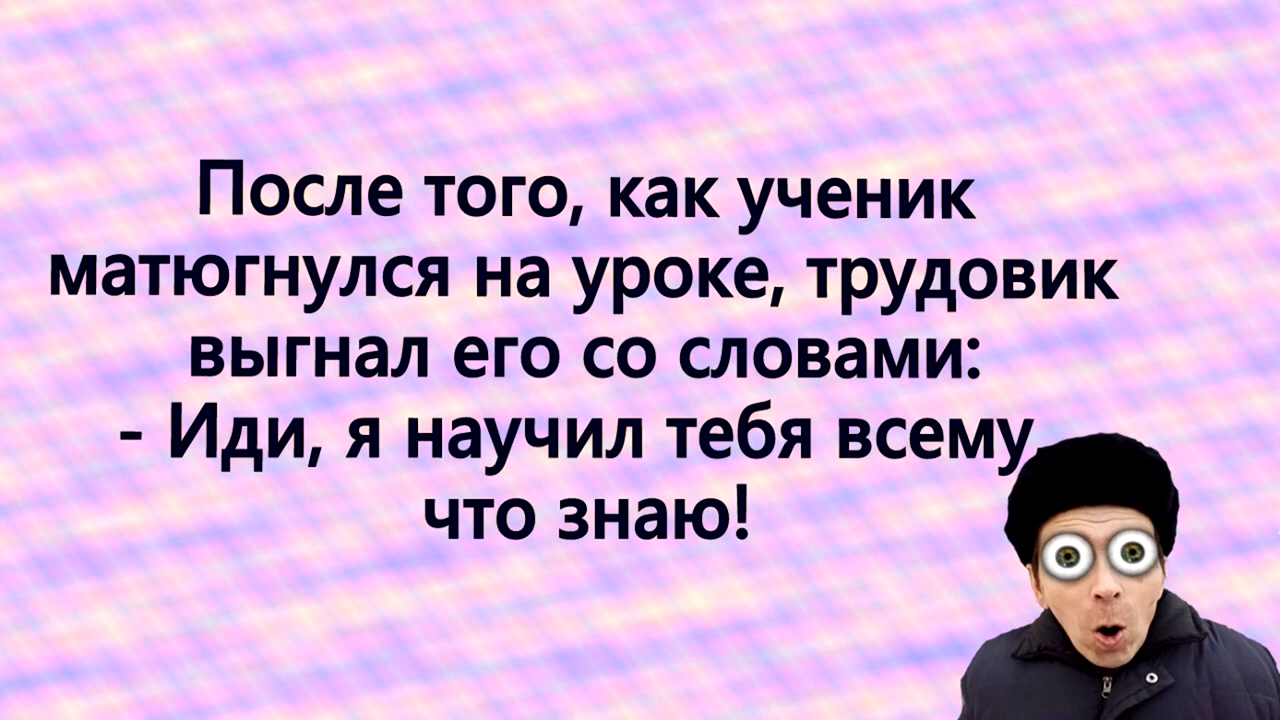 После того, как ученик
матюгнулся на уроке, трудовик
выгнал его со словами:
- Иди, я научил тебя всему,
что знаю!